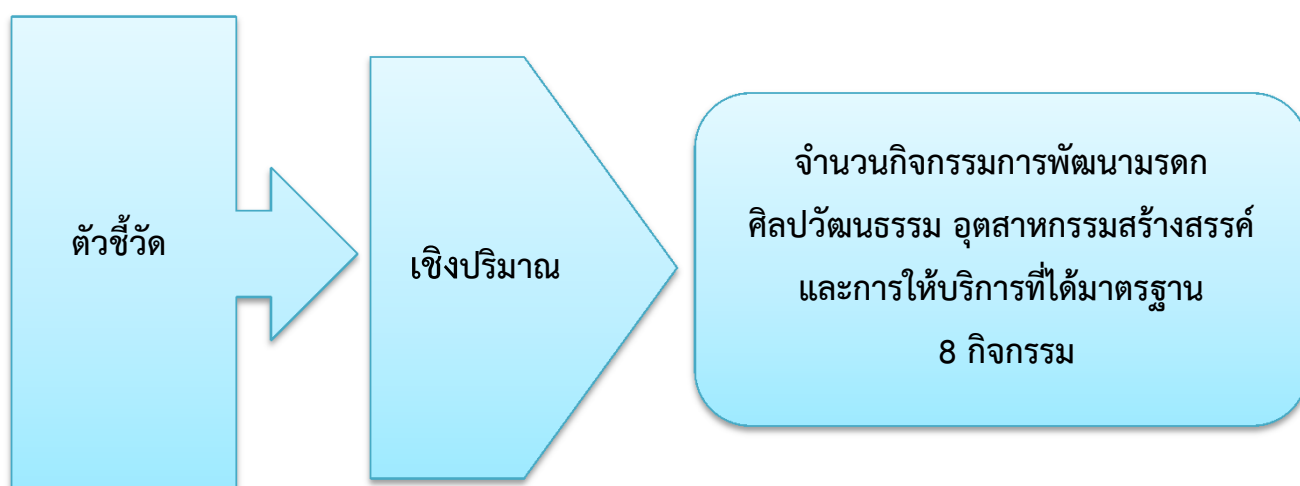 ตัวชี้วัด
เชิงปริมาณ
จำนวนกิจกรรมการพัฒนามรดก
ศิลปวัฒนธรรม อุตสาหกรรมสร้างสรรค์
และการให้บริการที่ได้มาตรฐาน
8 กิจกรรม